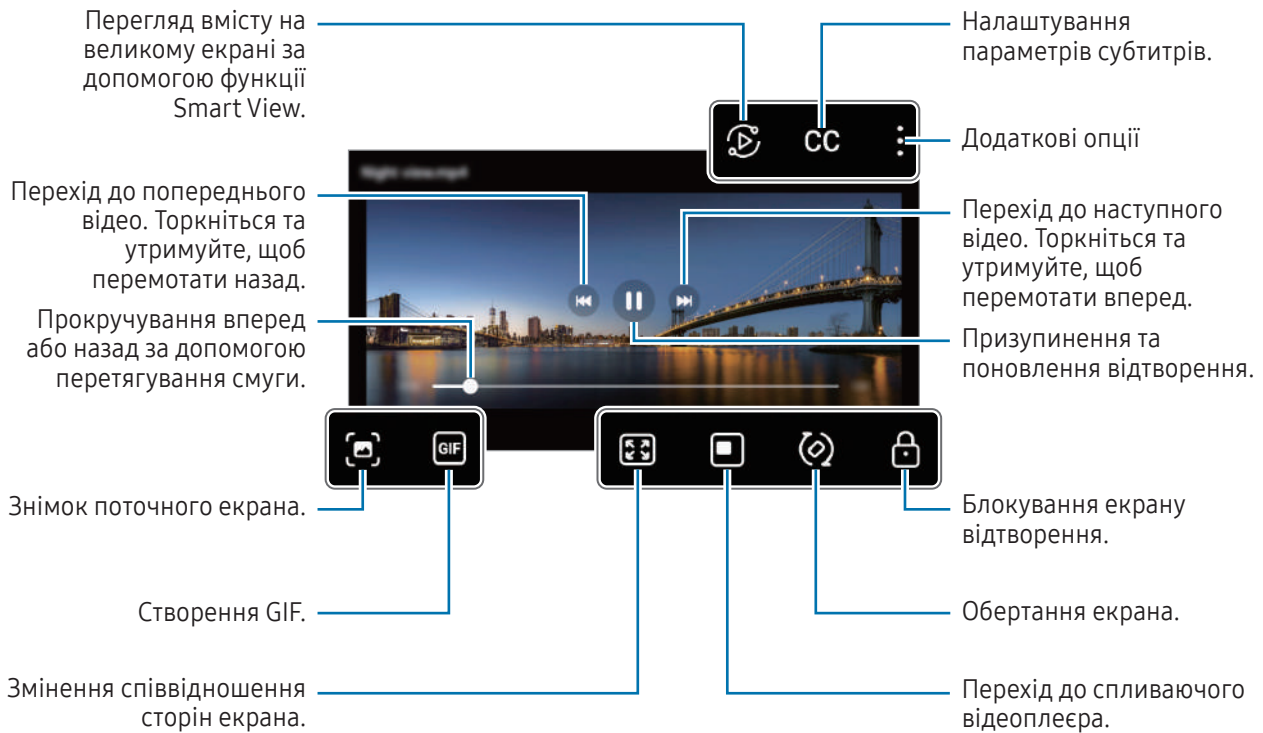 Перегляд вмісту на
великому екрані за
допомогою функції
Smart View.
Налаштування
параметрів субтитрів.
CC
Додаткові опції
Night view.mp4
Перехід до попереднього
відео. Торкніться та
утримуйте, щоб
перемотати назад.
Перехід до наступного
відео. Торкніться та
утримуйте, щоб
перемотати вперед.
Прокручування вперед
або назад за допомогою
перетягування смуги.
Призупинення та
поновлення відтворення.
GIF
Знімок поточного екрана.
Блокування екрану
відтворення.
Створення GIF.
Обертання екрана.
Змінення співвідношення
сторін екрана.
Перехід до спливаючого
відеоплеєра.